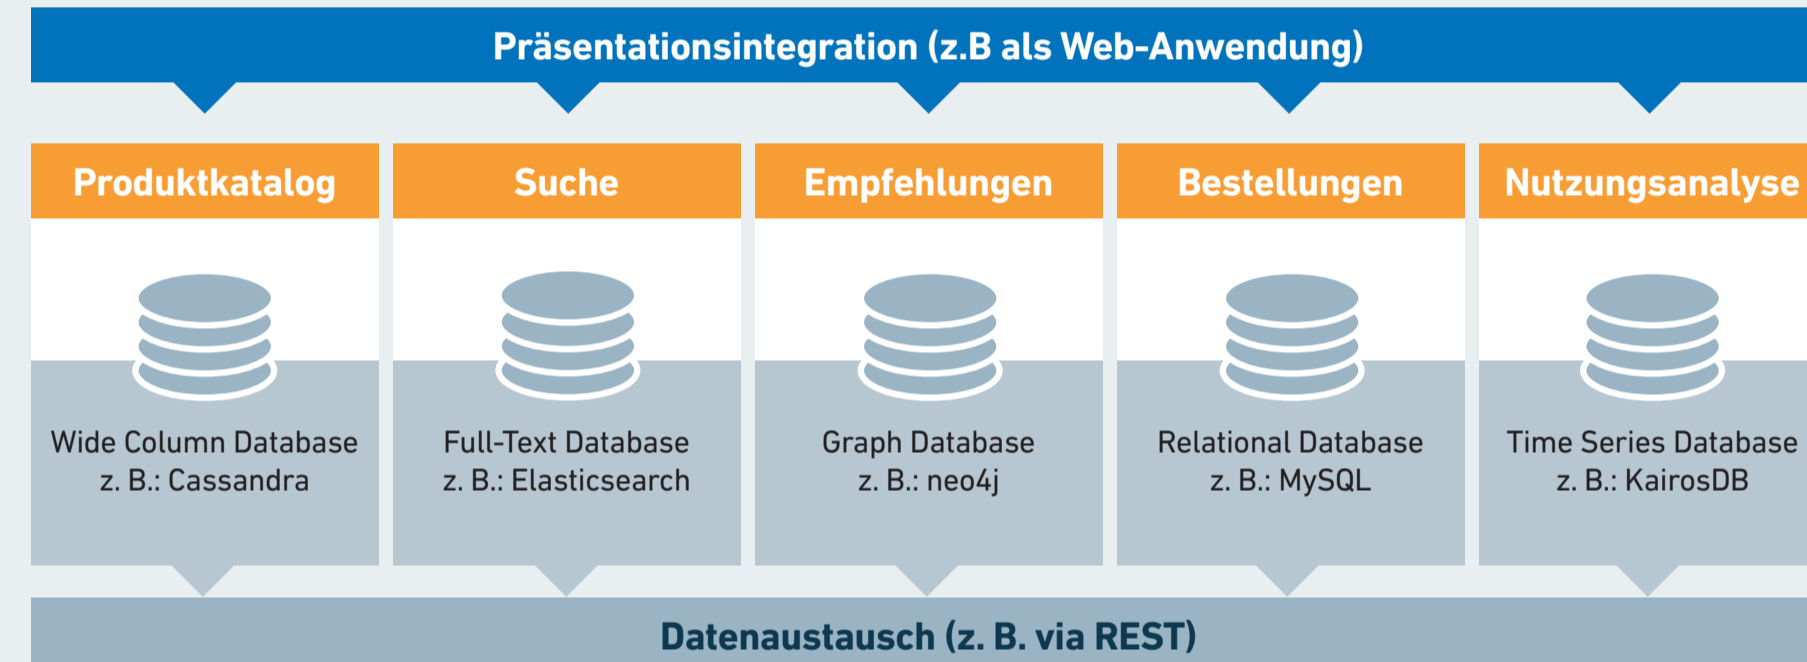 Präsentationsintegration (z.B als Web-Anwendung)
Produktkatalog
Suche
Empfehlungen
Bestellungen
Nutzungsanalyse
Wide Column Database
z. B.: Cassandra
Full-Text Database
z. B.: Elasticsearch
Graph Database
z. B.: neo4j
Relational Database
z. B.: MySQL
Time Series Database
z. B.: KairosDB
Datenaustausch (z. B. via REST)